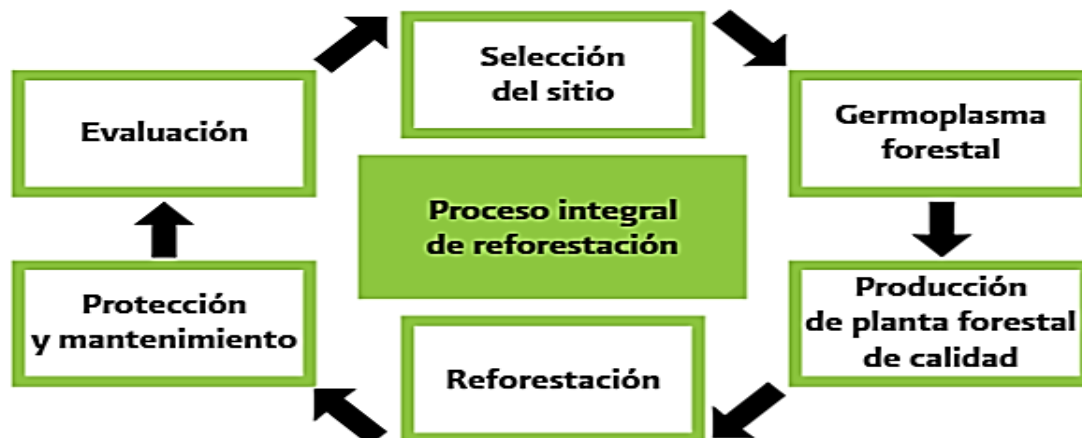 Selección
del sitio
Germoplasma
forestal
Producción
de planta forestal
de calidad
Reforestación
Protección
y mantenimiento
Evaluación
Proceso integral
de reforestación